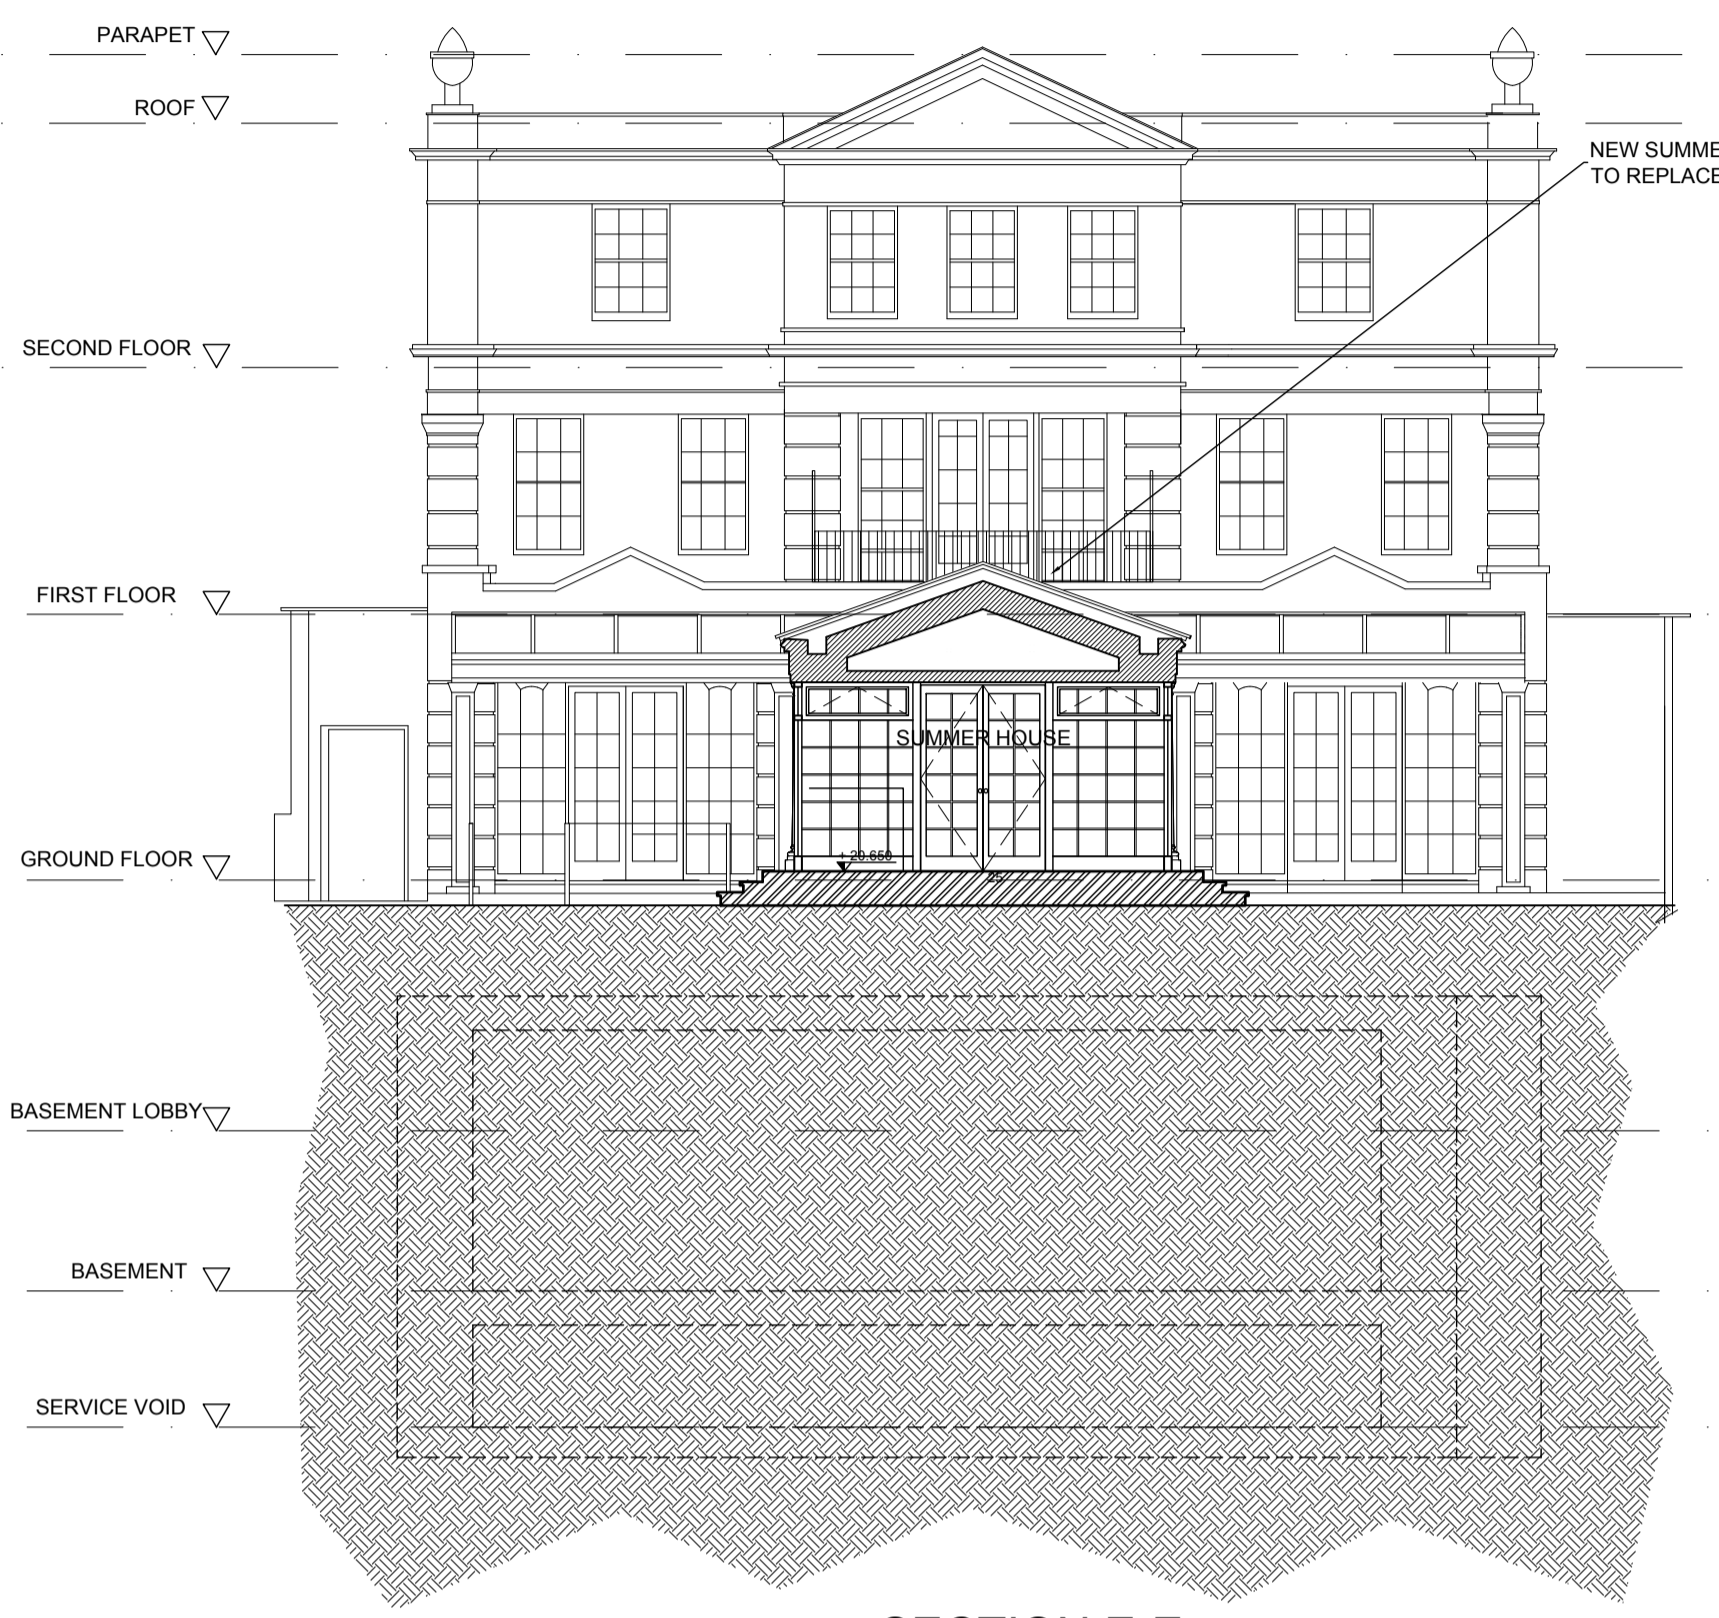 PARAPET
ROOF
NEW SUMME
TO REPLACE
SECOND FLOOR
FIRST FLOOR
SUMMER HOUSE
+ 20.650
GROUND FLOOR
25
BASEMENT LOBBY
BASEMENT
SERVICE VOID
SECTION